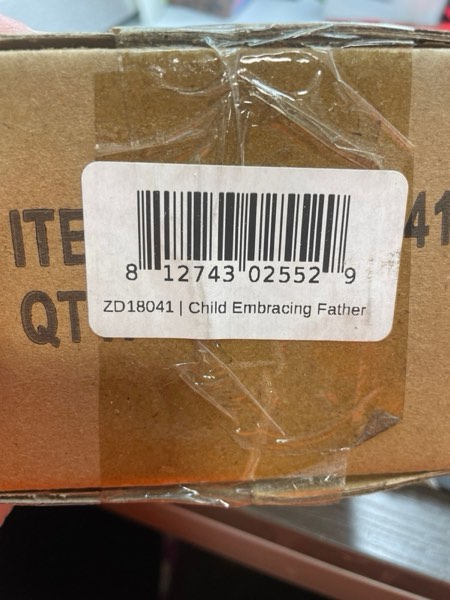 ITE 41
8 12743 02552 9
ZD18041 | Child Embracing Father
QT